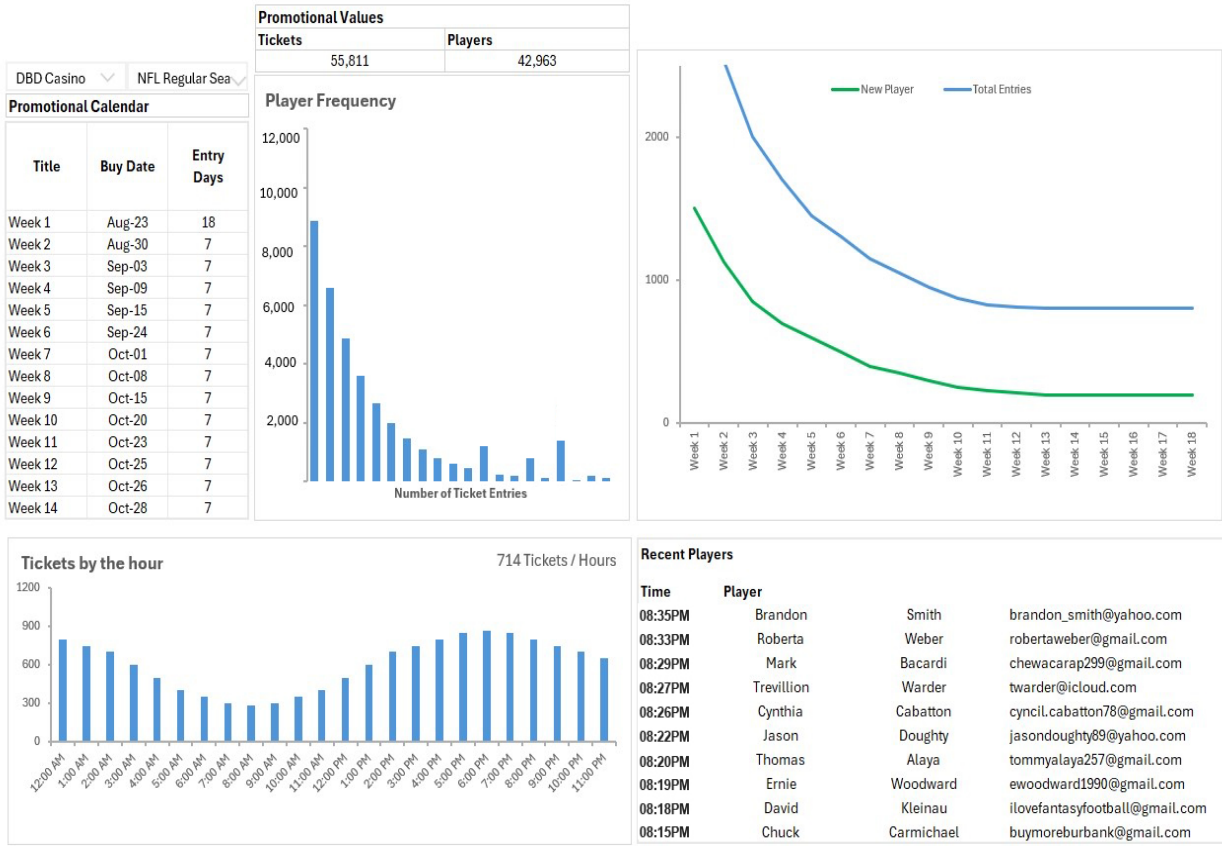 Promotional Values
Tickets Players
55,811 42,963
DBD Casino NFL Regular Sea
Promotional Calendar
Title Buy Date Entry Days
Week 1 Aug-23 18
Week 2 Aug-30 7
Week 3 Sep-03 7
Week 4 Sep-09 7
Week 5 Sep-15 7
Week 6 Sep-24 7
Week 7 Oct-01 7
Week 8 Oct-08 7
Week 9 Oct-15 7
Week 10 Oct-20 7
Week 11 Oct-23 7
Week 12 Oct-25 7
Week 13 Oct-26 7
Week 14 Oct-28 7
Player Frequency
12,000
10,000
8,000
6,000
4,000
2,000
Number of Ticket Entries
New Player Total Entries
2000
1000
0
Week 1 Week 2 Week 3 Week 4 Week 5 Week 6 Week 7 Week 8 Week 9 Week 10 Week 11 Week 12 Week 13 Week 14 Week 15 Week 16 Week 17 Week 18
Tickets by the hour 714 Tickets / Hours
1200
900
600
300
0
12:00 AM 1:00 AM 2:00 AM 3:00 AM 4:00 AM 5:00 AM 6:00 AM 7:00 AM 8:00 AM 9:00 AM 10:00 AM 11:00 AM 12:00 PM 1:00 PM 2:00 PM 3:00 PM 4:00 PM 5:00 PM 6:00 PM 7:00 PM 8:00 PM 9:00 PM 10:00 PM 11:00 PM
Recent Players
Time Player
08:35PM Brandon Smith brandon_smith@yahoo.com
08:33PM Roberta Weber robertaweber@gmail.com
08:29PM Mark Bacardi chewacarap299@gmail.com
08:27PM Trevillion Warder twarder@icloud.com
08:26PM Cynthia Cabatton cyncil.cabatton78@gmail.com
08:22PM Jason Doughty jasondoughty89@yahoo.com
08:20PM Thomas Alaya tommyalaya257@gmail.com
08:19PM Ernie Woodward ewoodward1990@gmail.com
08:18PM David Kleinau ilovefantasyfootball@gmail.com
08:15PM Chuck Carmichael buymoreburbank@gmail.com